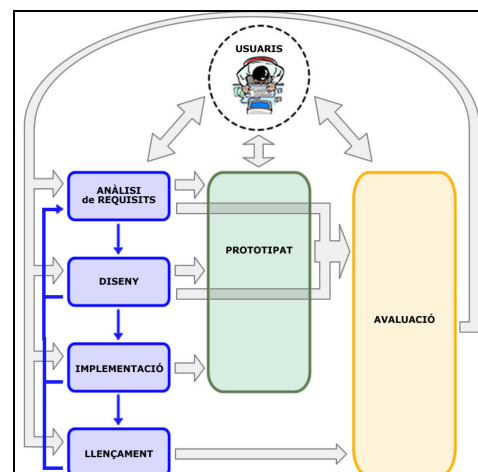 USUARIS
ANÀLISI
de REQUISITS
PROTOTIPAT
DISENY
AVALUACIÓ
IMPLEMENTACIÓ
LLENÇAMENT